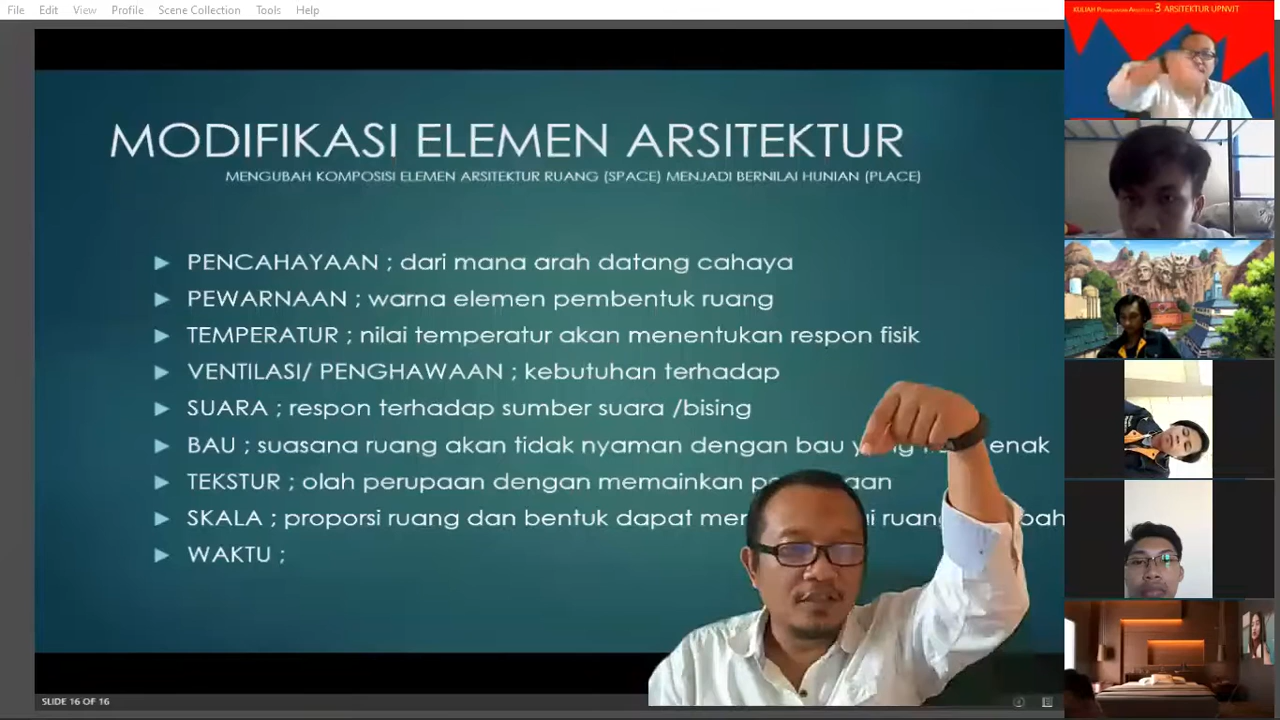 File Edit View Profile Scene Collection Tools Help
MODIFIKASI ELEMEN ARSITEKTUR
MENGUBAH KOMPOSISI ELEMEN ARSITEKTUR RUANG (SPACE) MENJADI BERNILAI HUNIAN (PLACE)
PENCAHAYAAN ; dari mana arah datang cahaya
PEWARNAAN ; warna elemen pembentuk ruang
TEMPERATUR ; nilai temperatur akan menentukan respon fisik
VENTILASI/ PENGHAWAAN ; kebutuhan terhadap
SUARA ; respon terhadap sumber suara /bising
BAU ; suasana ruang akan tidak nyaman dengan bau enak
TEKSTUR ; olah perupaan dengan memainkan
SKALA ; proporsi ruang dan bentuk dapat ruang
WAKTU ;
SLIDE 16 OF 16
KULIAH 3 ARSITEKTUR UPNVJT